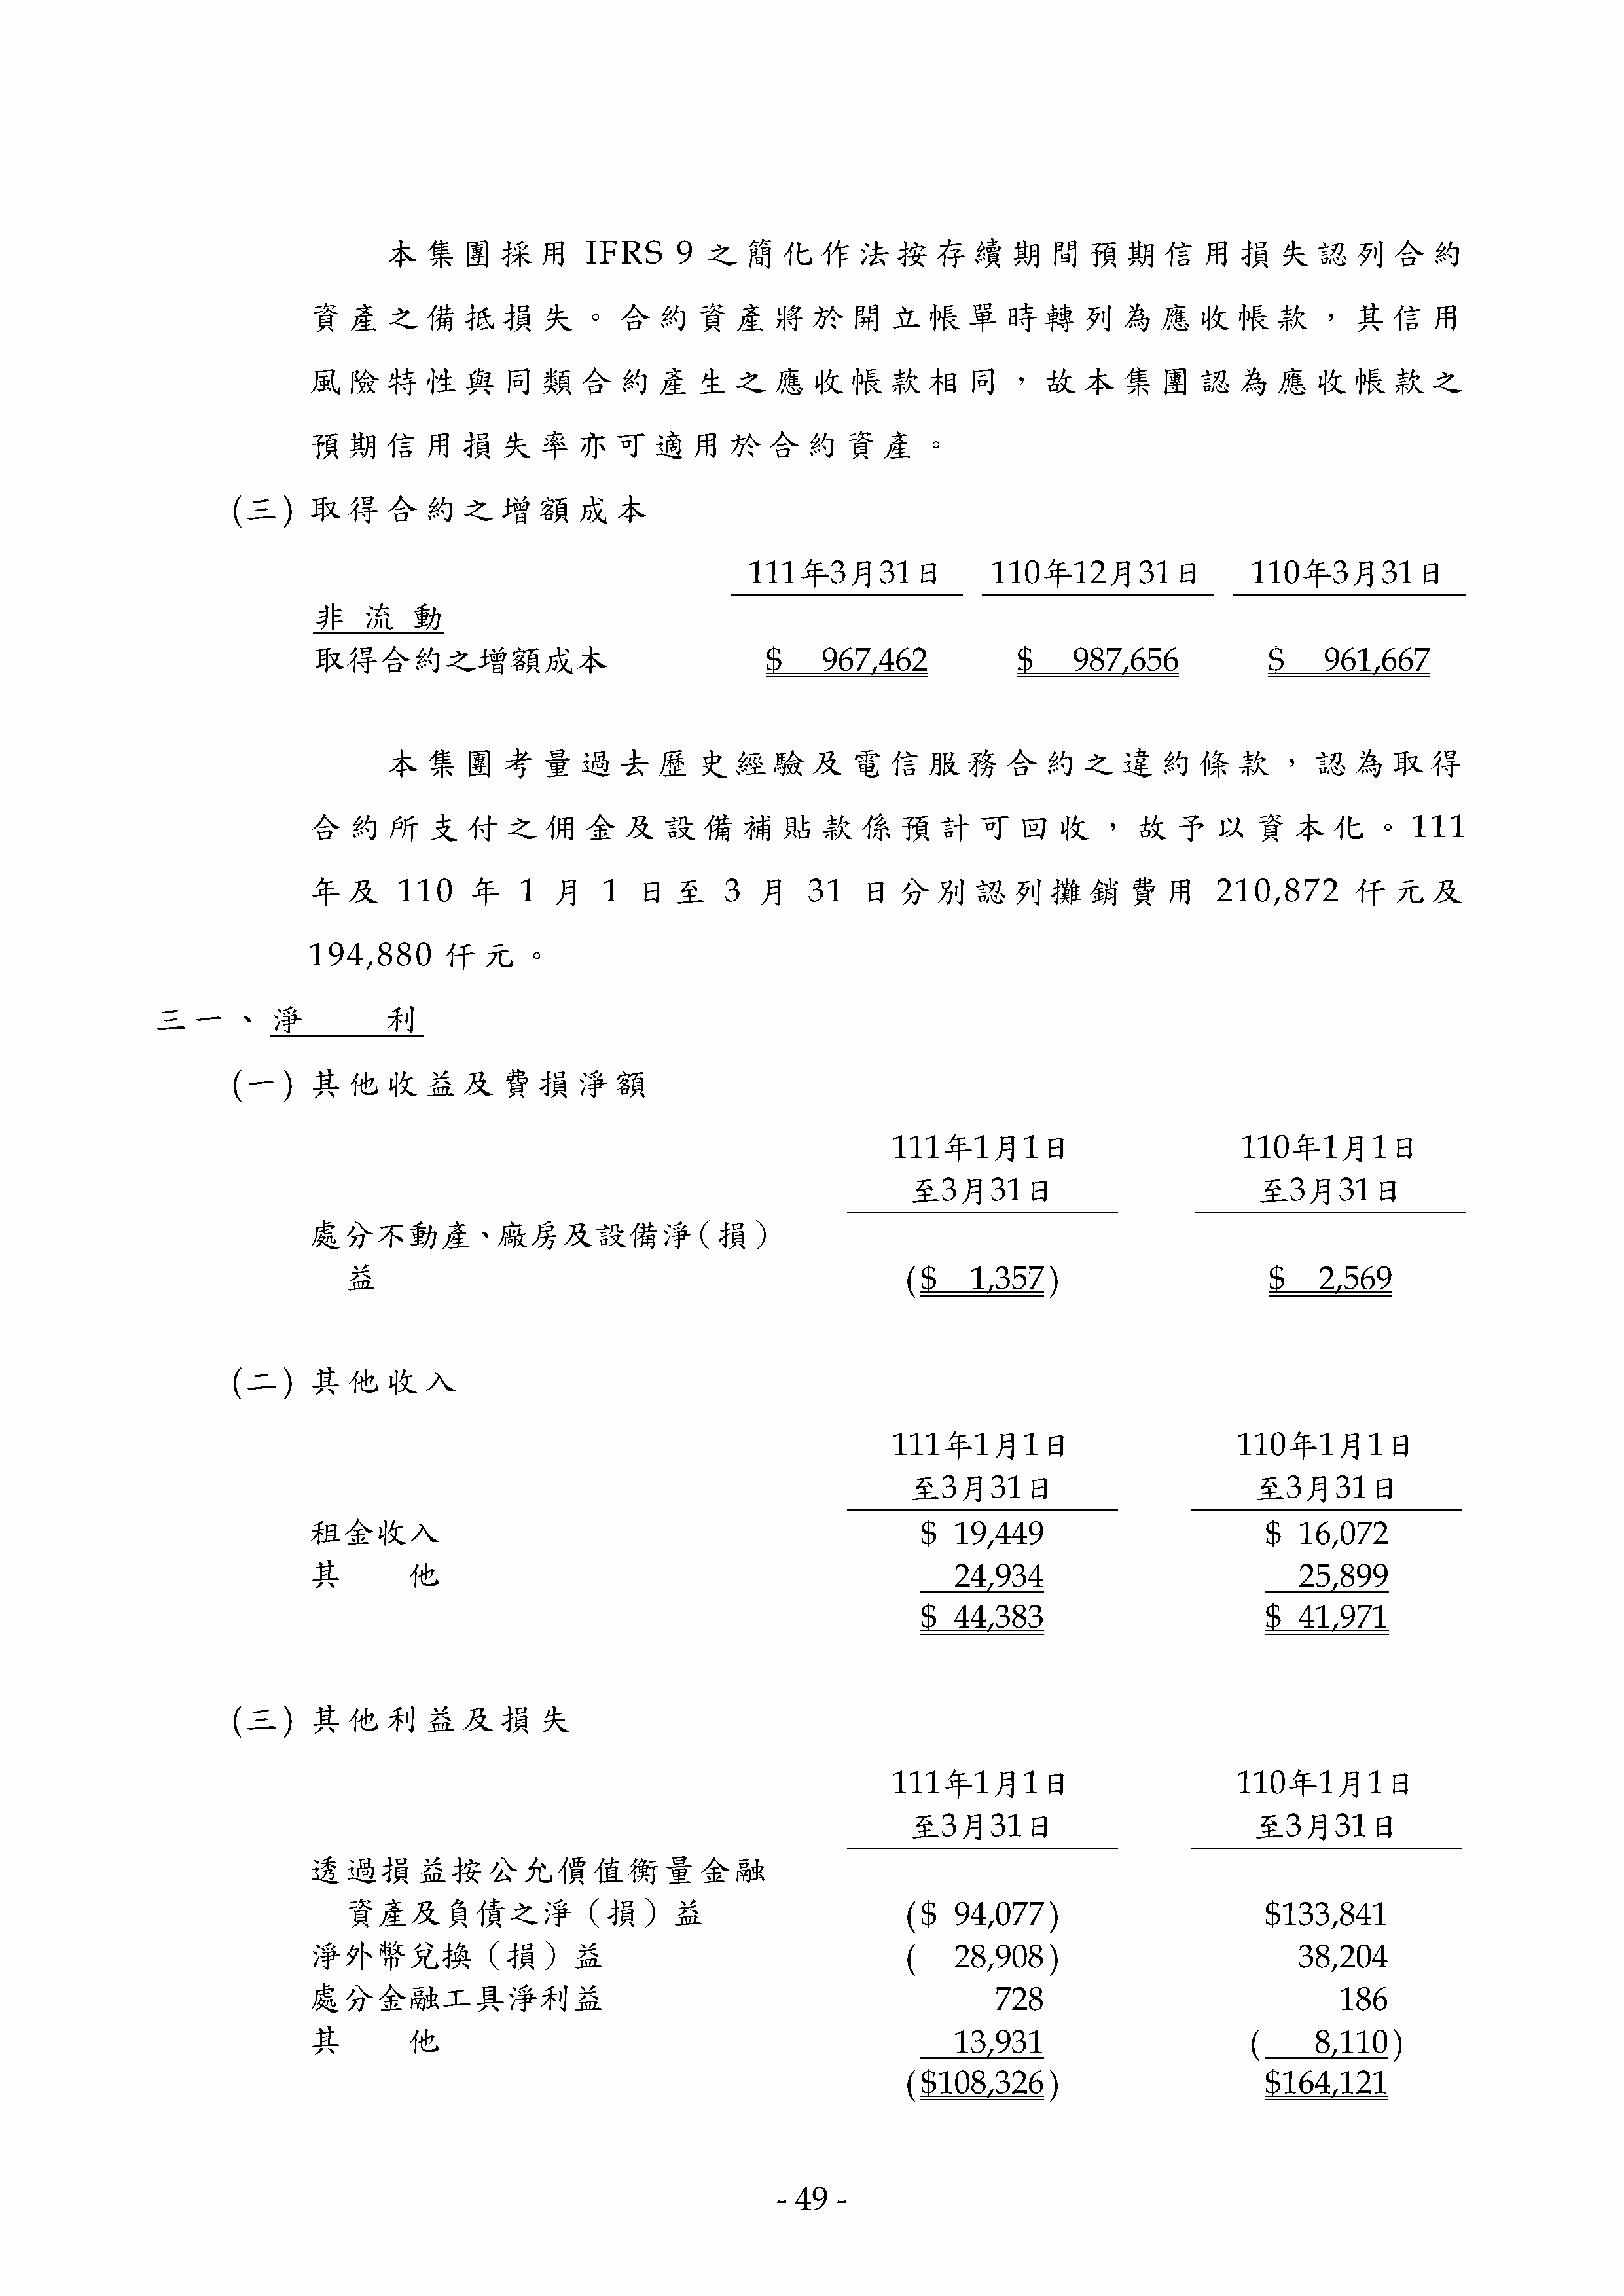 本集團採用 IFRS 9 之簡化作法按存續期間預期信用損失認列合約
資產之備抵損失。合約資產將於開立帳單時轉列為應收帳款，其信用
風險特性與同類合約產生之應收帳款相同，故本集團認為應收帳款之
預期信用損失率亦可適用於合約資產。
(三) 取得合約之增額成本
111年3月31日 110年12月31日 110年3月31日
非 流 動
取得合約之增額成本 $ 967,462 $ 987,656 $ 961,667
本集團考量過去歷史經驗及電信服務合約之違約條款，認為取得
合約所支付之佣金及設備補貼款係預計可回收，故予以資本化。111
年及 110 年 1 月 1 日至 3 月 31 日分別認列攤銷費用 210,872 仟元及
194,880 仟元。
三一、淨 利
(一) 其他收益及費損淨額
111年1月1日 110年1月1日
至3月31日 至3月31日
處分不動產、廠房及設備淨（損）
益 ($ 1,357) $ 2,569
(二) 其他收入
111年1月1日 110年1月1日
至3月31日 至3月31日
租金收入 $ 19,449 $ 16,072
其 他 24,934 25,899
$ 44,383 $ 41,971
(三) 其他利益及損失
111年1月1日 110年1月1日
至3月31日 至3月31日
透過損益按公允價值衡量金融
資產及負債之淨（損）益 ($ 94,077) $133,841
淨外幣兌換（損）益 ( 28,908) 38,204
處分金融工具淨利益 728 186
其 他 13,931 ( 8,110)
($108,326) $164,121
- 49 -